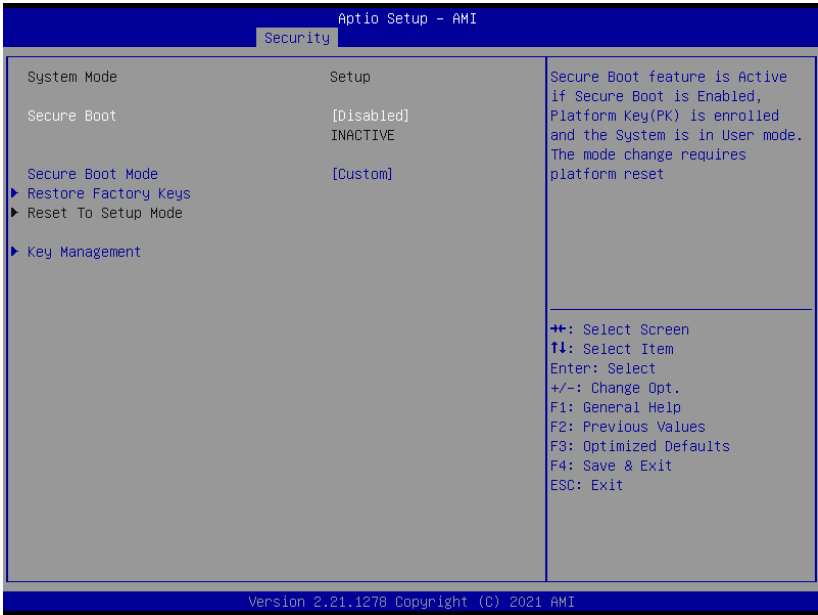 Aptio Setup – AMI
Security
System Mode Setup
Secure Boot [Disabled]
INACTIVE
Secure Boot Mode [Custom]
▶ Restore Factory Keys
▶ Reset To Setup Mode
▶ Key Management
Secure Boot feature is Active
if Secure Boot is Enabled,
Platform Key(PK) is enrolled
and the System is in User mode.
The mode change requires
platform reset
→←: Select Screen
↑↓: Select Item
Enter: Select
+/-: Change Opt.
F1: General Help
F2: Previous Values
F3: Optimized Defaults
F4: Save & Exit
ESC: Exit
Version 2.21.1278 Copyright (C) 2021 AMI